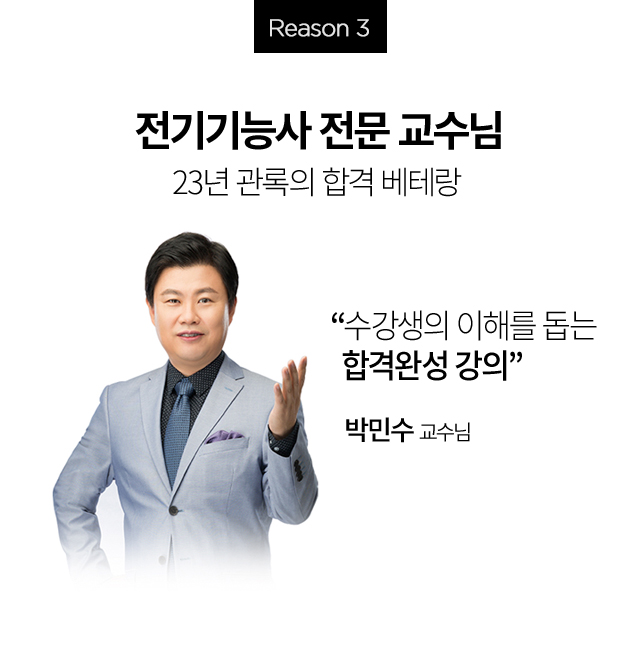 Reason 3
전기기능사 전문 교수님
23년 관록의 합격 베테랑
“수강생의 이해를 돕는
합격완성 강의”
박민수 교수님